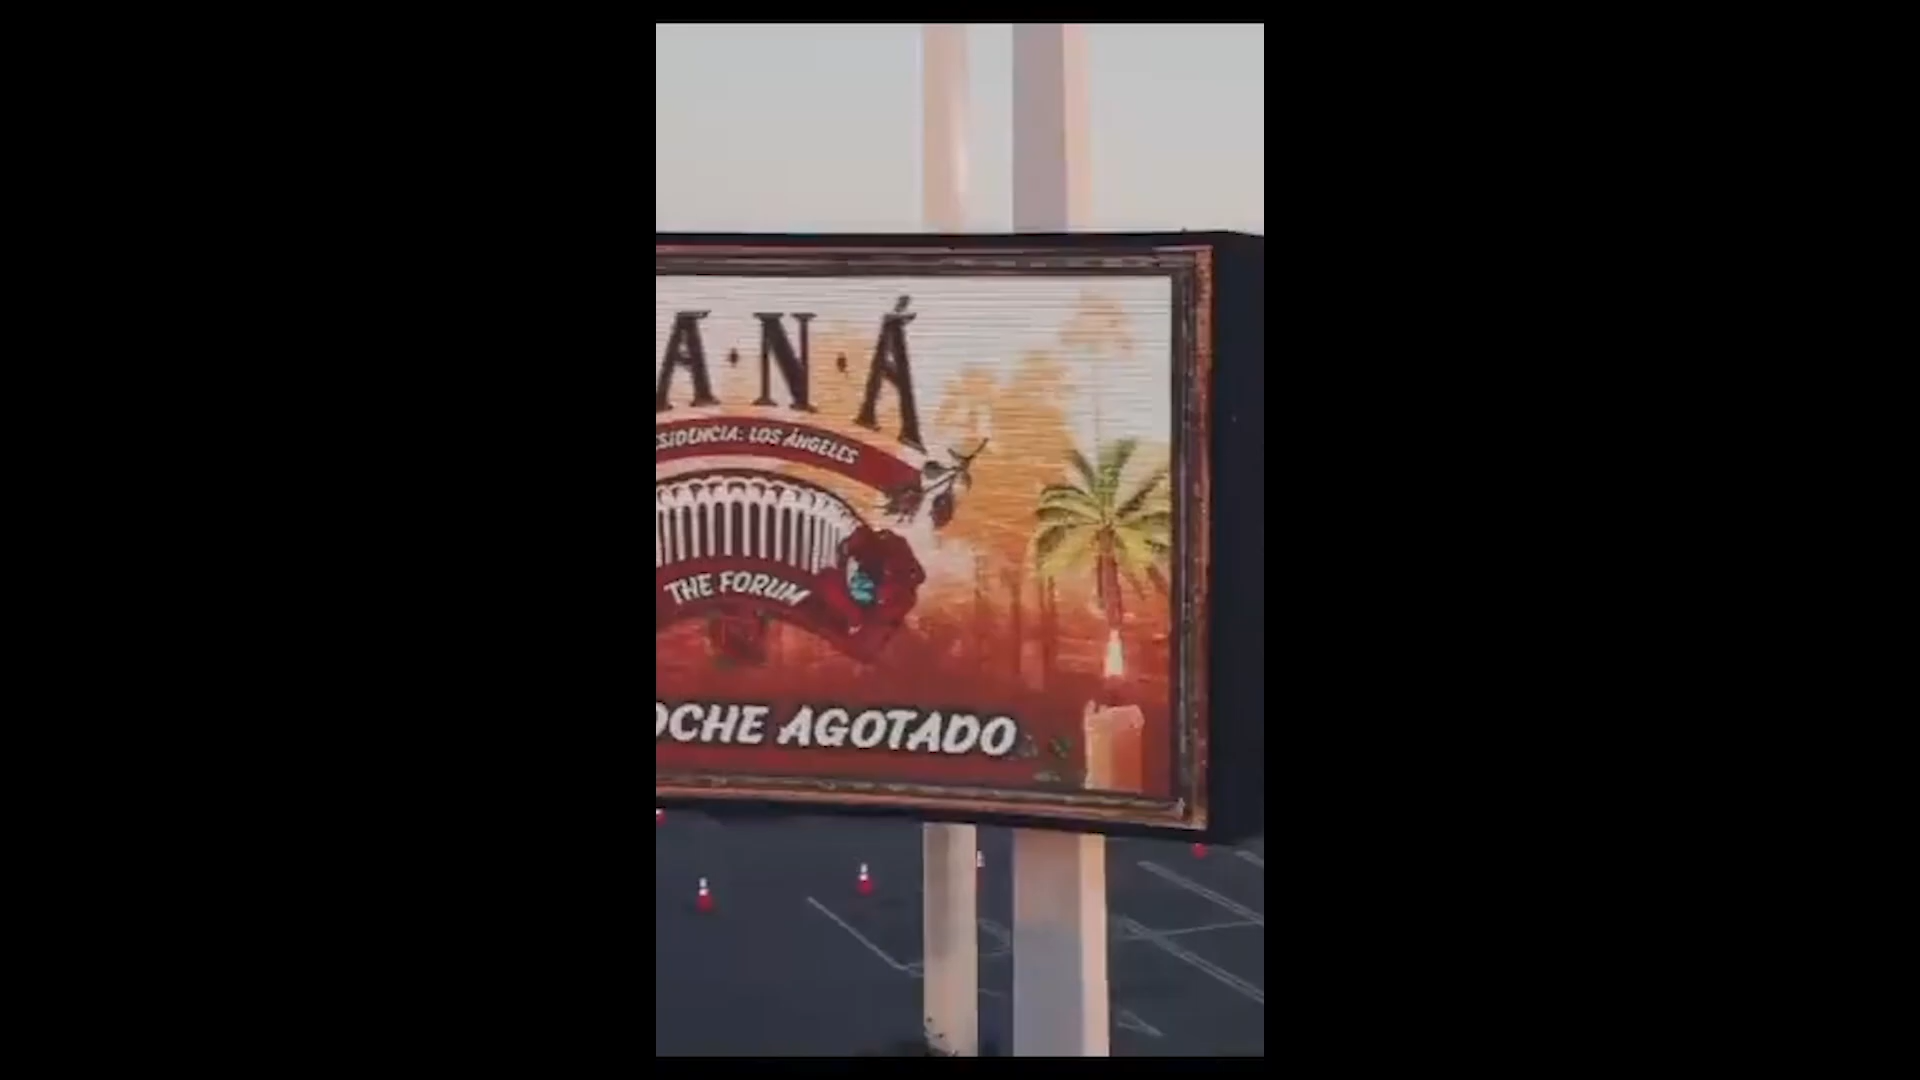 A·N·Á
SIDENCIA: LOS ÁNGELES
THE FORUM
OCHE AGOTADO